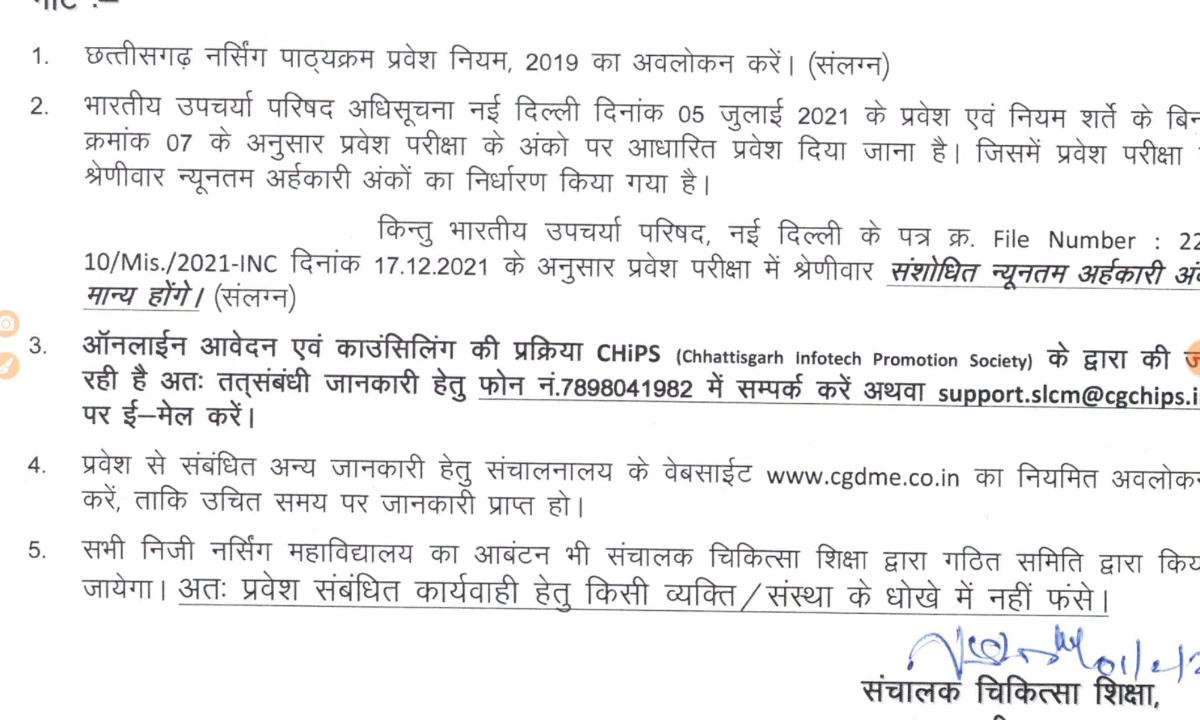 1. छत्तीसगढ़ नर्सिंग पाठ्यक्रम प्रवेश नियम, 2019 का अवलोकन करें। (संलग्न)
2. भारतीय उपचर्या परिषद अधिसूचना नई दिल्ली दिनांक 05 जुलाई 2021 के प्रवेश एवं नियम शर्ते के
क्रमांक 07 के अनुसार प्रवेश परीक्षा के अंको पर आधारित प्रवेश दिया जाना है। जिसमें प्रवेश परीक्षा
श्रेणीवार न्यूनतम अर्हकारी अंकों का निर्धारण किया गया है।
किन्तु भारतीय उपचर्या परिषद, नई दिल्ली के पत्र क्र. File Number : 22
10/Mis./2021-INC दिनांक 17.12.2021 के अनुसार प्रवेश परीक्षा में श्रेणीवार संशोधित न्यूनतम अर्हकारी
मान्य होंगे। (संलग्न)
3. ऑनलाईन आवेदन एवं काउंसिलिंग की प्रक्रिया CHiPS (Chhattisgarh Infotech Promotion Society) के द्वारा की
रही है अतः तत्संबंधी जानकारी हेतु फोन नं.7898041982 में सम्पर्क करें अथवा support.slcm@cgchips.i
पर ई–मेल करें।
4. प्रवेश से संबंधित अन्य जानकारी हेतु संचालनालय के वेबसाईट www.cgdme.co.in का नियमित अवलोकन
करें, ताकि उचित समय पर जानकारी प्राप्त हो।
5. सभी निजी नर्सिंग महाविद्यालय का आबंटन भी संचालक चिकित्सा शिक्षा द्वारा गठित समिति द्वारा किय
जायेगा। अतः प्रवेश संबंधित कार्यवाही हेतु किसी व्यक्ति/संस्था के धोखे में नहीं फंसे।
संचालक चिकित्सा शिक्षा,